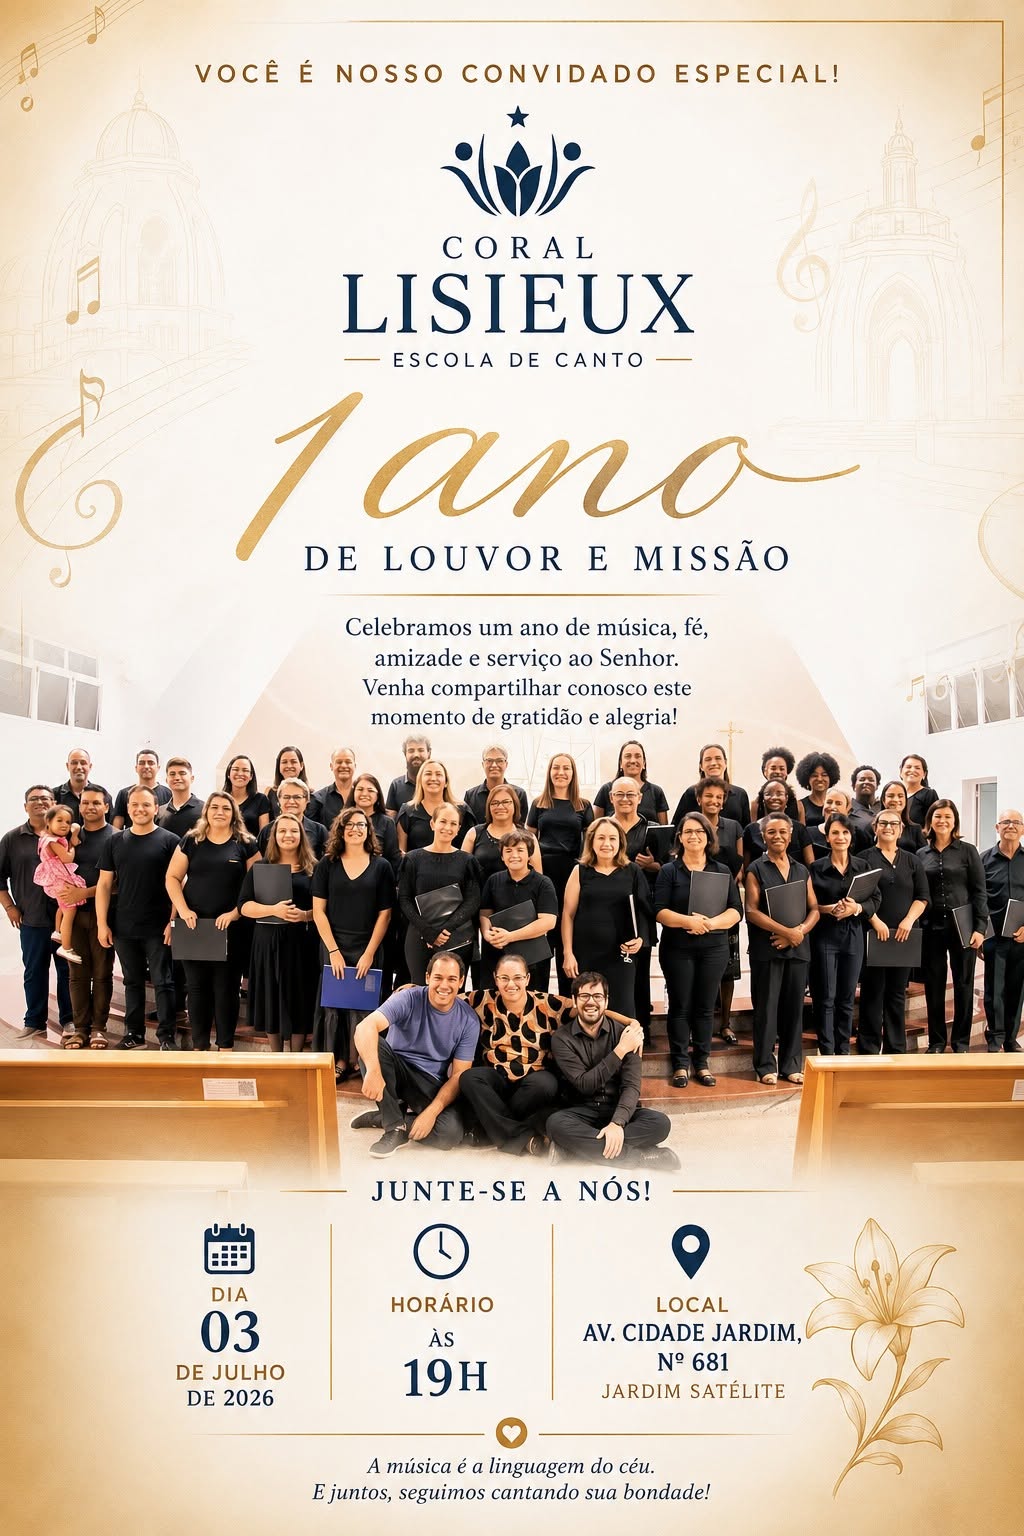 VOCÊ É NOSSO CONVIDADO ESPECIAL!
CORAL
LISIEUX
ESCOLA DE CANTO
1 ano
DE LOUVOR E MISSÃO
Celebramos um ano de música, fé,
amizade e serviço ao Senhor.
Venha compartilhar conosco este
momento de gratidão e alegria!
JUNTE-SE A NÓS!
DIA
03
DE JULHO
DE 2026
HORÁRIO
ÀS
19H
LOCAL
AV. CIDADE JARDIM,
Nº 681
JARDIM SATÉLITE
A música é a linguagem do céu.
E juntos, seguimos cantando sua bondade!